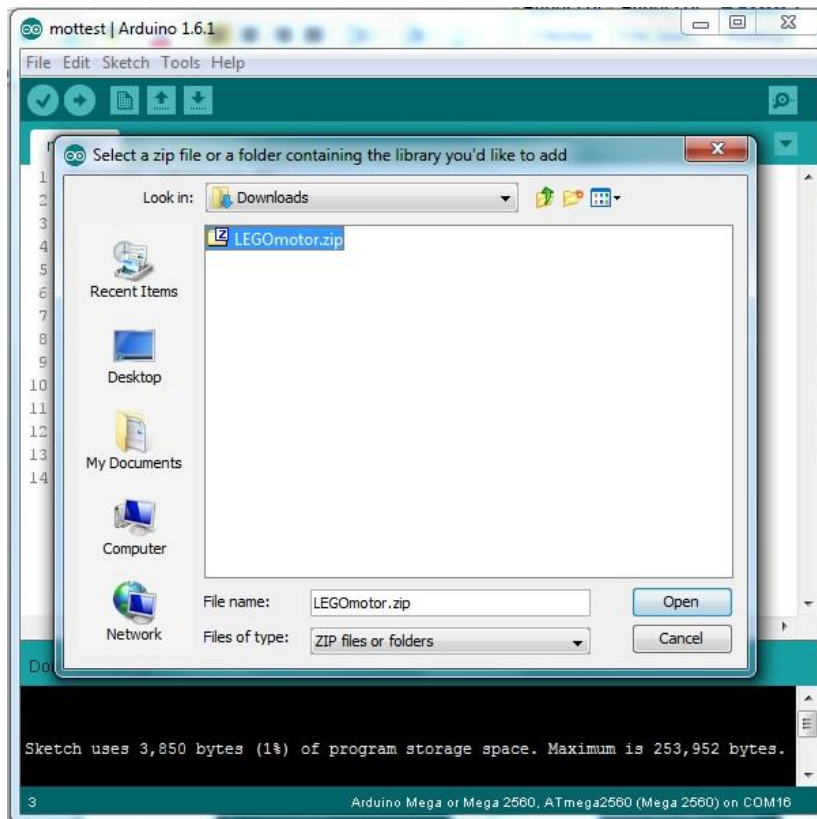 mottest | Arduino 1.6.1
File Edit Sketch Tools Help
Select a zip file or a folder containing the library you'd like to add
Look in: Downloads
LEGOmotor.zip
Recent Items
Desktop
My Documents
Computer
Network
File name: LEGOmotor.zip Open
Files of type: ZIP files or folders Cancel
1
2
3
4
5
6
7
8
9
10
11
12
13
14
Sketch uses 3,850 bytes (1%) of program storage space. Maximum is 253,952 bytes.
3 Arduino Mega or Mega 2560, ATmega2560 (Mega 2560) on COM16